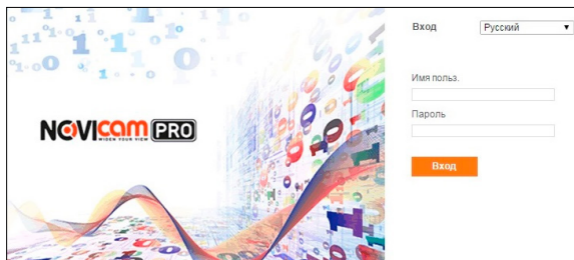 NOVICAM PRO
WIDEN YOUR VIEW
Вход
Русский
Имя польз.
Пароль
Вход